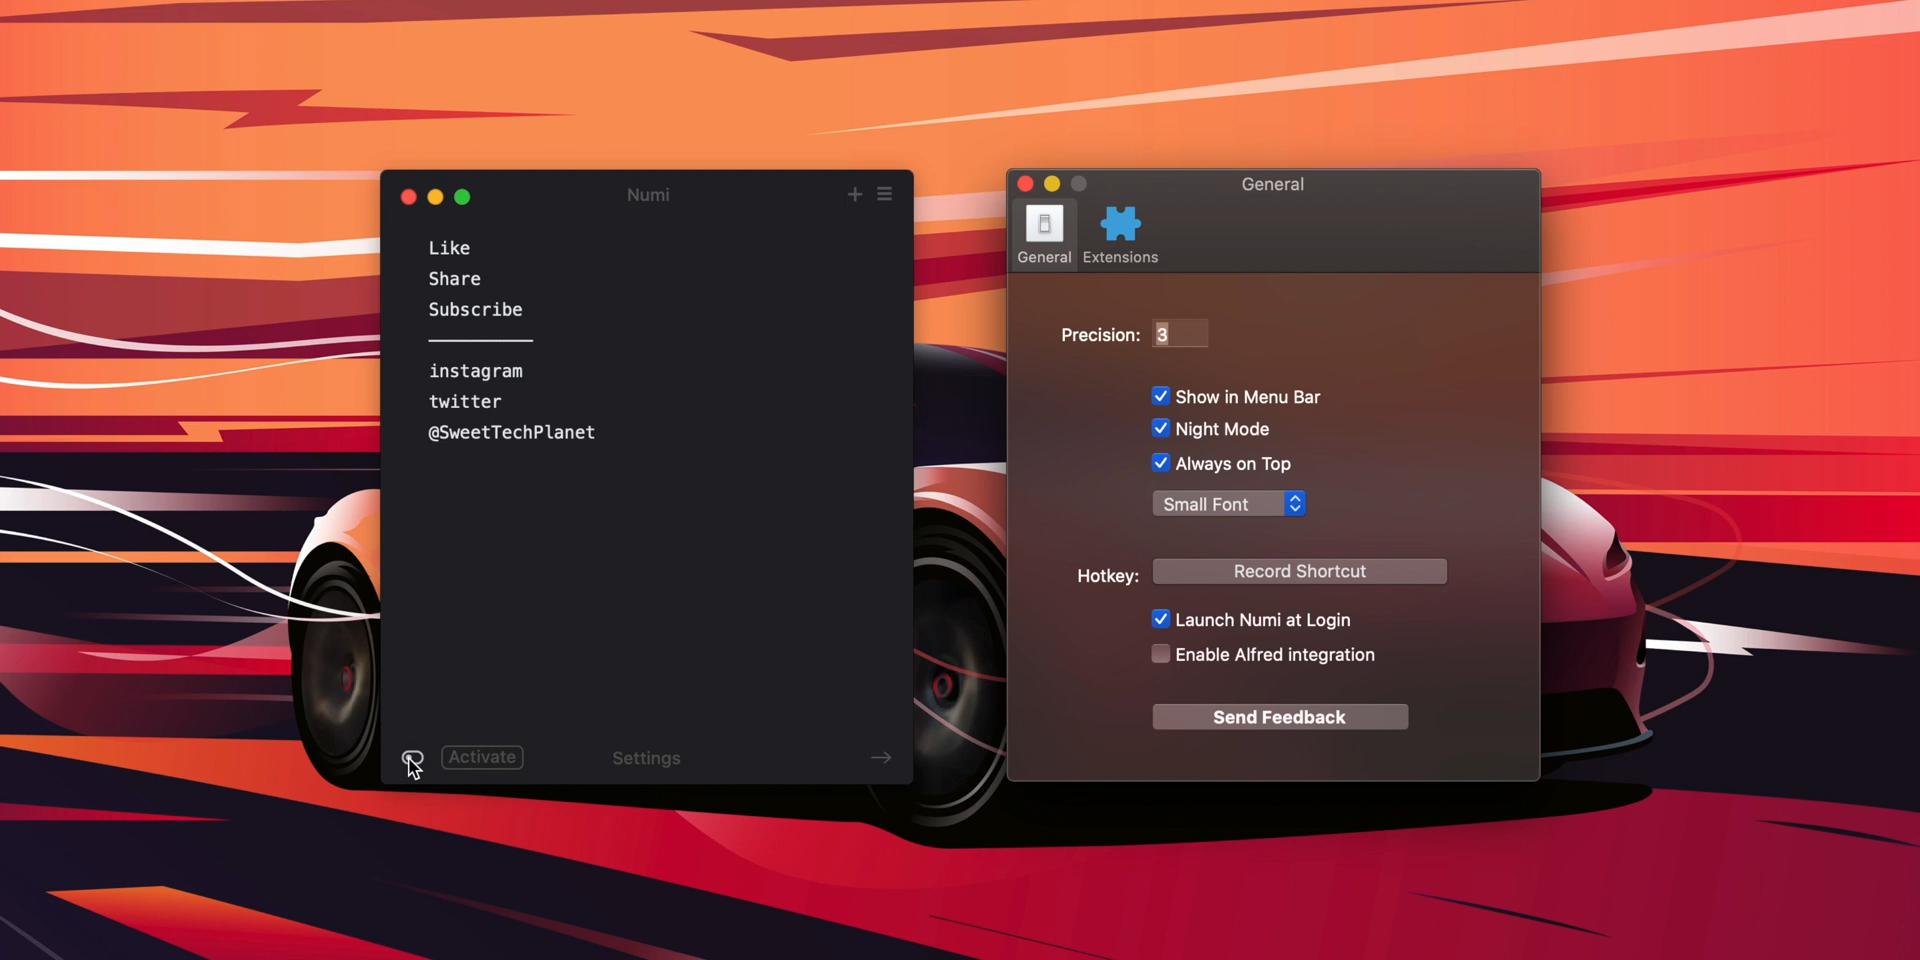 Numi
Like
Share
Subscribe
instagram
twitter
@SweetTechPlanet
Activate
Settings
General
General
Extensions
Precision: 3
Show in Menu Bar
Night Mode
Always on Top
Small Font
Hotkey: Record Shortcut
Launch Numi at Login
Enable Alfred integration
Send Feedback